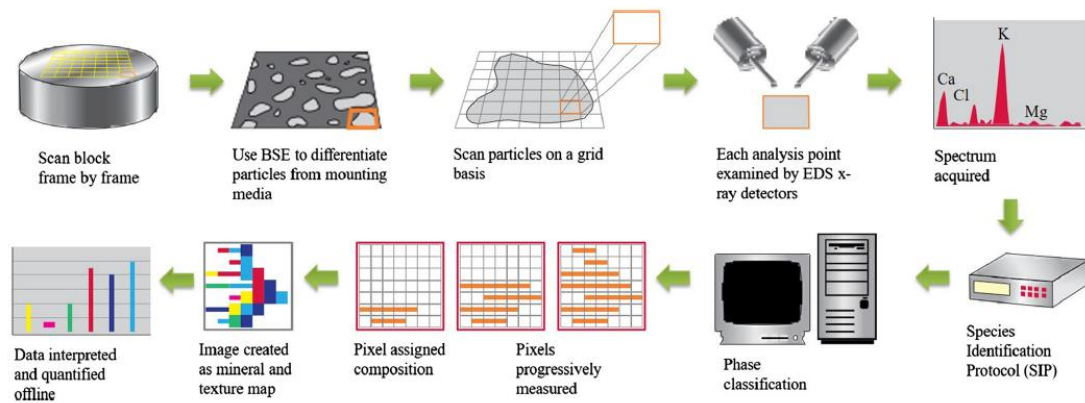 K
Ca
Cl
Mg
Scan block
frame by frame
Use BSE to differentiate
particles from mounting
media
Scan particles on a grid
basis
Each analysis point
examined by EDS x-
ray detectors
Spectrum
acquired
Data interpreted
and quantified
offline
Image created
as mineral and
texture map
Pixel assigned
composition
Pixels
progressively
measured
Phase
classification
Species
Identification
Protocol (SIP)